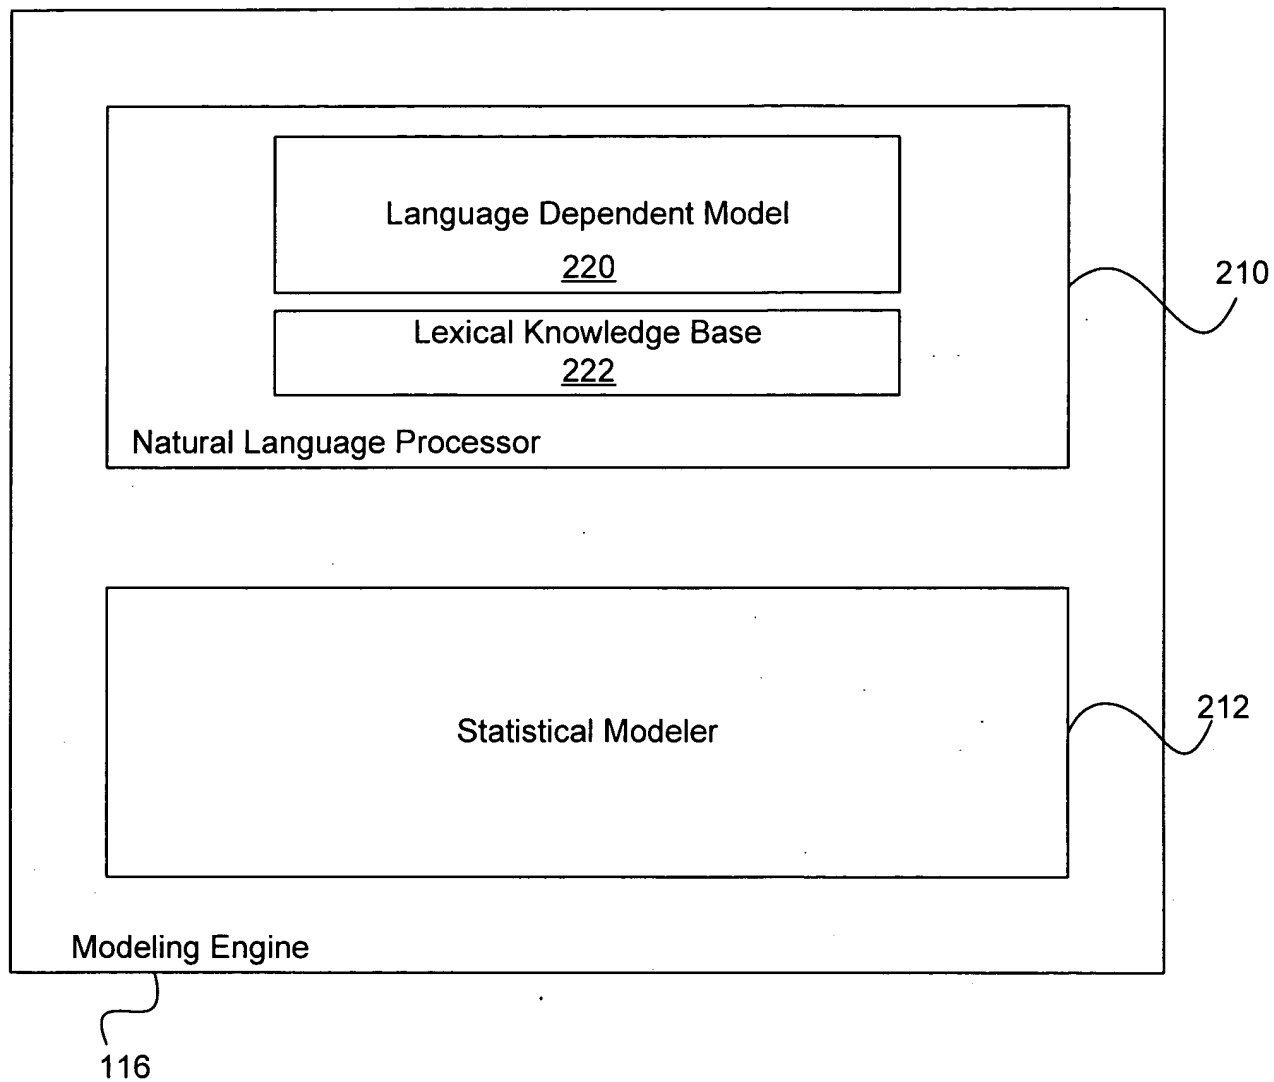 Language Dependent Model
220
210
Lexical Knowledge Base
222
Natural Language Processor
Statistical Modeler
212
Modeling Engine
116